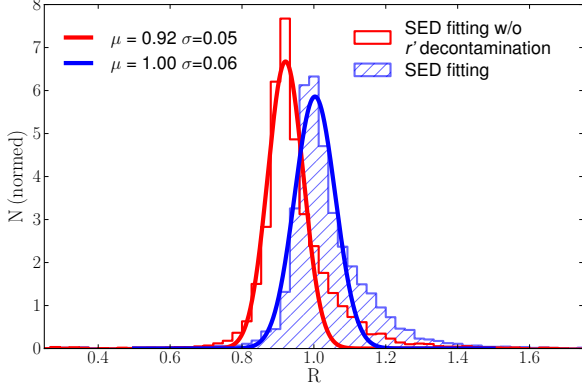 8
7
6
5
4
3
2
1
0
N (normed)
μ = 0.92 σ=0.05
μ = 1.00 σ=0.06
SED fitting w/o
r' decontamination
SED fitting
0.4 0.6 0.8 1.0 1.2 1.4 1.6
R